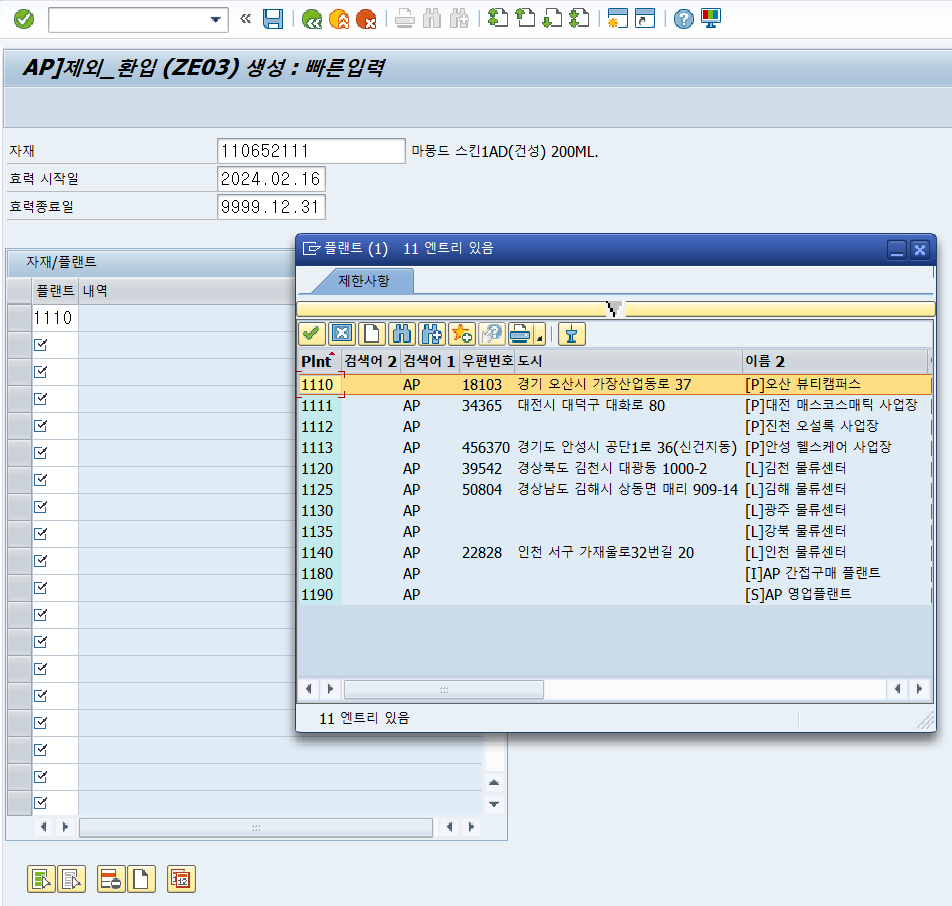 «
AP]제외_환입 (ZE03) 생성 : 빠른입력
자재 110652111 마몽드 스킨1AD(건성) 200ML.
효력 시작일 2024.02.16
효력종료일 9999.12.31
자재/플랜트
플랜트 내역
1110
플랜트 (1) 11 엔트리 있음
제한사항
Plnt 검색어 2 검색어 1 우편번호 도시 이름 2
1110 AP 18103 경기 오산시 가장산업동로 37 [P]오산 뷰티캠퍼스
1111 AP 34365 대전시 대덕구 대화로 80 [P]대전 매스코스매틱 사업장
1112 AP [P]진천 오설록 사업장
1113 AP 456370 경기도 안성시 공단1로 36(신건지동) [P]안성 헬스케어 사업장
1120 AP 39542 경상북도 김천시 대광동 1000-2 [L]김천 물류센터
1125 AP 50804 경상남도 김해시 상동면 매리 909-14 [L]김해 물류센터
1130 AP [L]광주 물류센터
1135 AP [L]강북 물류센터
1140 AP 22828 인천 서구 가재울로32번길 20 [L]인천 물류센터
1180 AP [I]AP 간접구매 플랜트
1190 AP [S]AP 영업플랜트
11 엔트리 있음